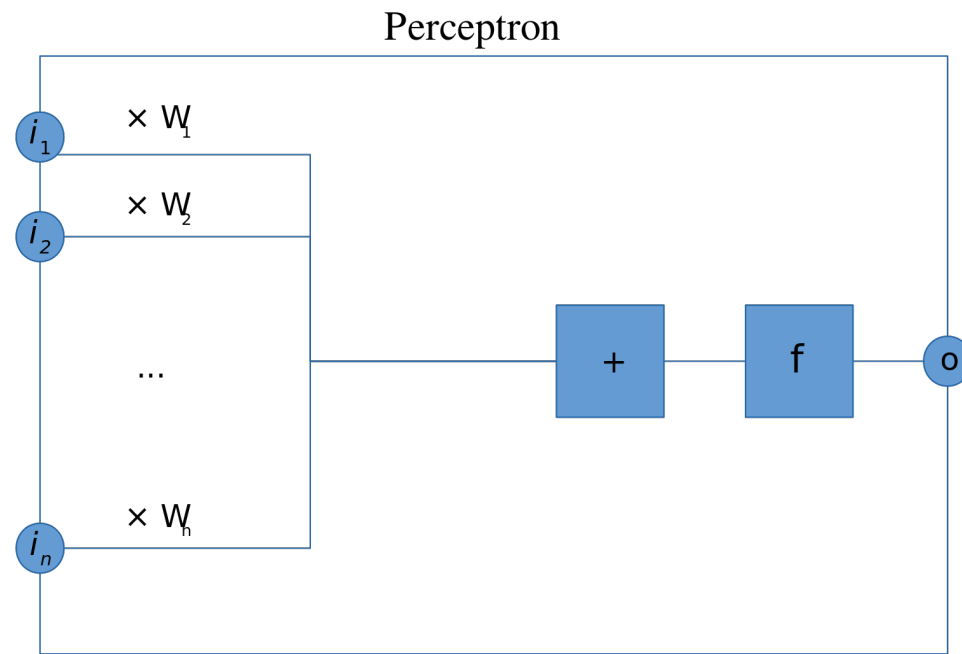 Perceptron
i1
× W1
× W2
i2
...
+
f
o
× Wn
in